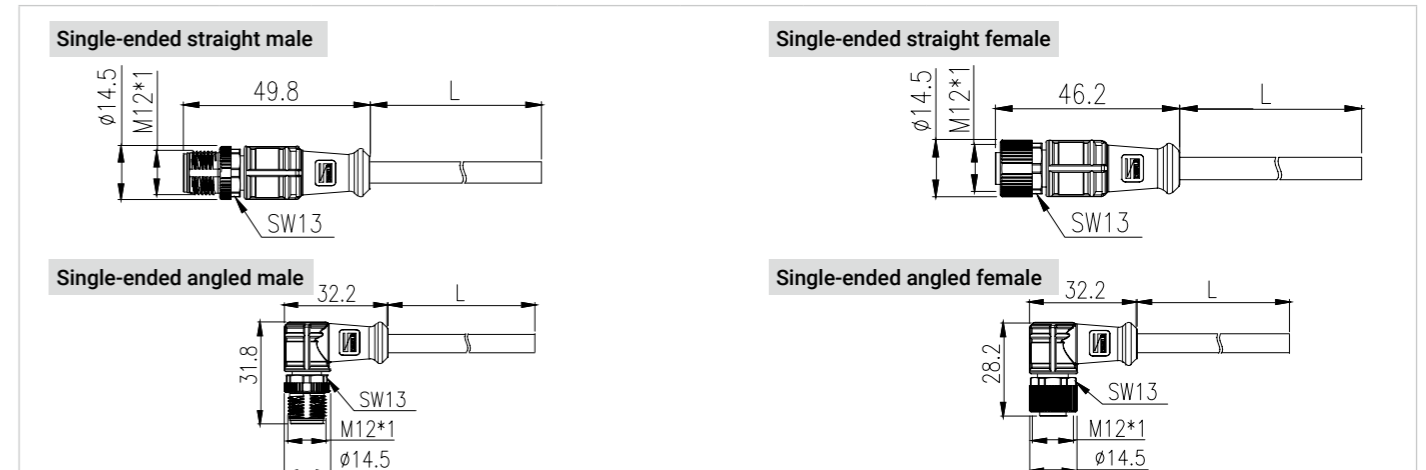 Single-ended straight male
ø14.5
M12*1
49.8
L
SW13
Single-ended straight female
ø14.5
M12*1
46.2
L
SW13
Single-ended angled male
32.2
L
31.8
SW13
M12*1
ø14.5
Single-ended angled female
32.2
L
28.2
SW13
M12*1
ø14.5